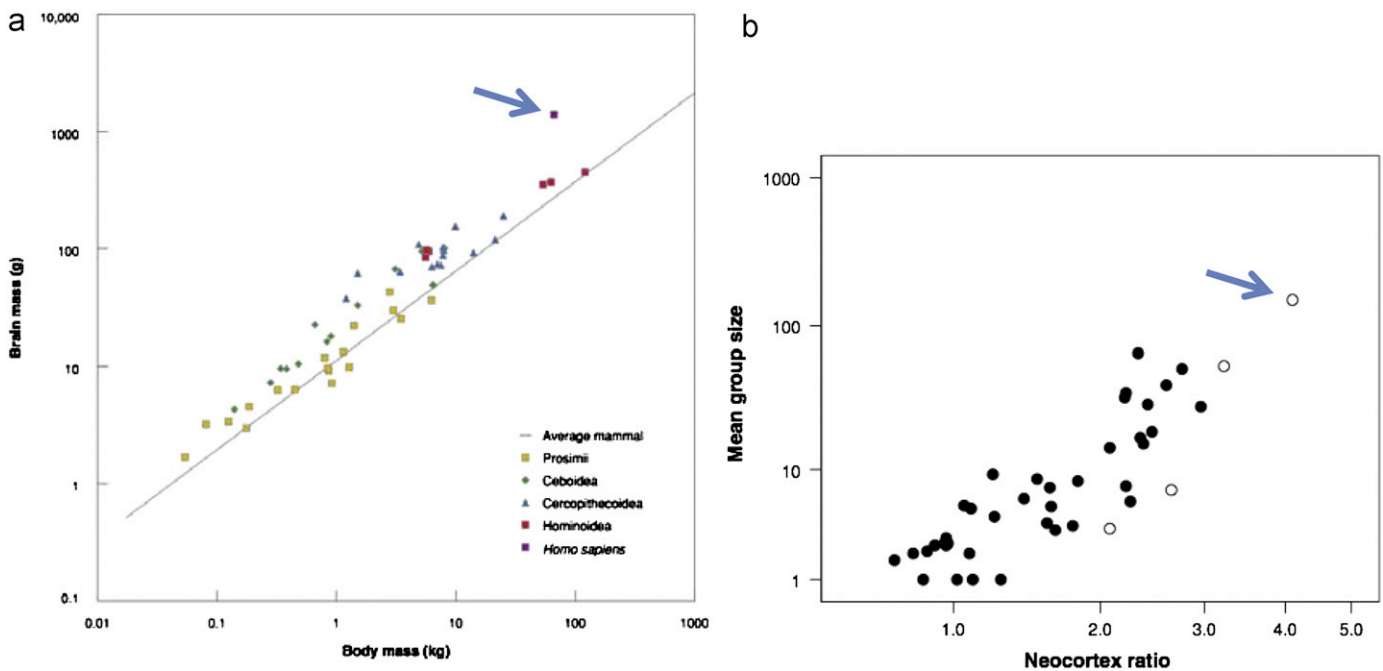 a
10,000
1000
100
10
1
0.1
Brain mass (g)
0.01
0.1
1
10
100
1000
Body mass (kg)
Average mammal
Prosimii
Ceboidea
Cercopithecoidea
Hominoidea
Homo sapiens
b
1000
100
10
1
Mean group size
1.0
2.0
3.0
4.0
5.0
Neocortex ratio